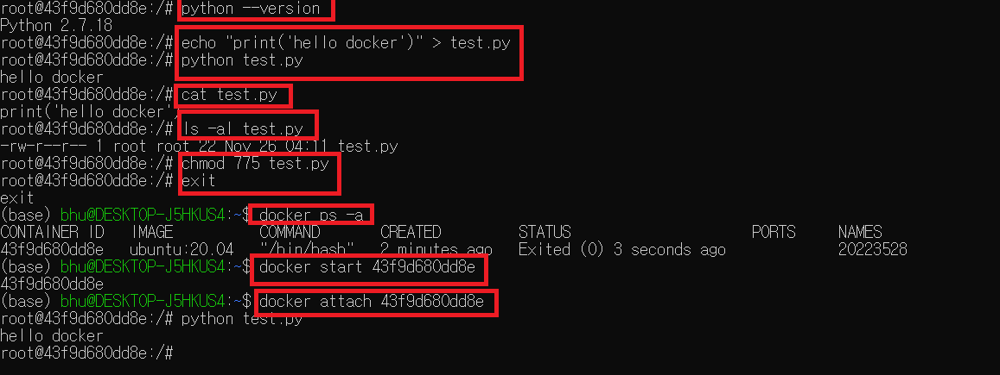 root@43f9d680dd8e:/# python --version
Python 2.7.18
root@43f9d680dd8e:/# echo "print('hello docker')" > test.py
root@43f9d680dd8e:/# python test.py
hello docker
root@43f9d680dd8e:/# cat test.py
print('hello docker')
root@43f9d680dd8e:/# ls -al test.py
-rw-r--r-- 1 root root 22 Nov 26 04:11 test.py
root@43f9d680dd8e:/# chmod 775 test.py
root@43f9d680dd8e:/# exit
exit
(base) bhu@DESKTOP-J5HKUS4:~$ docker ps -a
CONTAINER ID IMAGE COMMAND CREATED STATUS PORTS NAMES
43f9d680dd8e ubuntu:20.04 "/bin/bash" 2 minutes ago Exited (0) 3 seconds ago 20223528
(base) bhu@DESKTOP-J5HKUS4:~$ docker start 43f9d680dd8e
43f9d680dd8e
(base) bhu@DESKTOP-J5HKUS4:~$ docker attach 43f9d680dd8e
root@43f9d680dd8e:/# python test.py
hello docker
root@43f9d680dd8e:/#